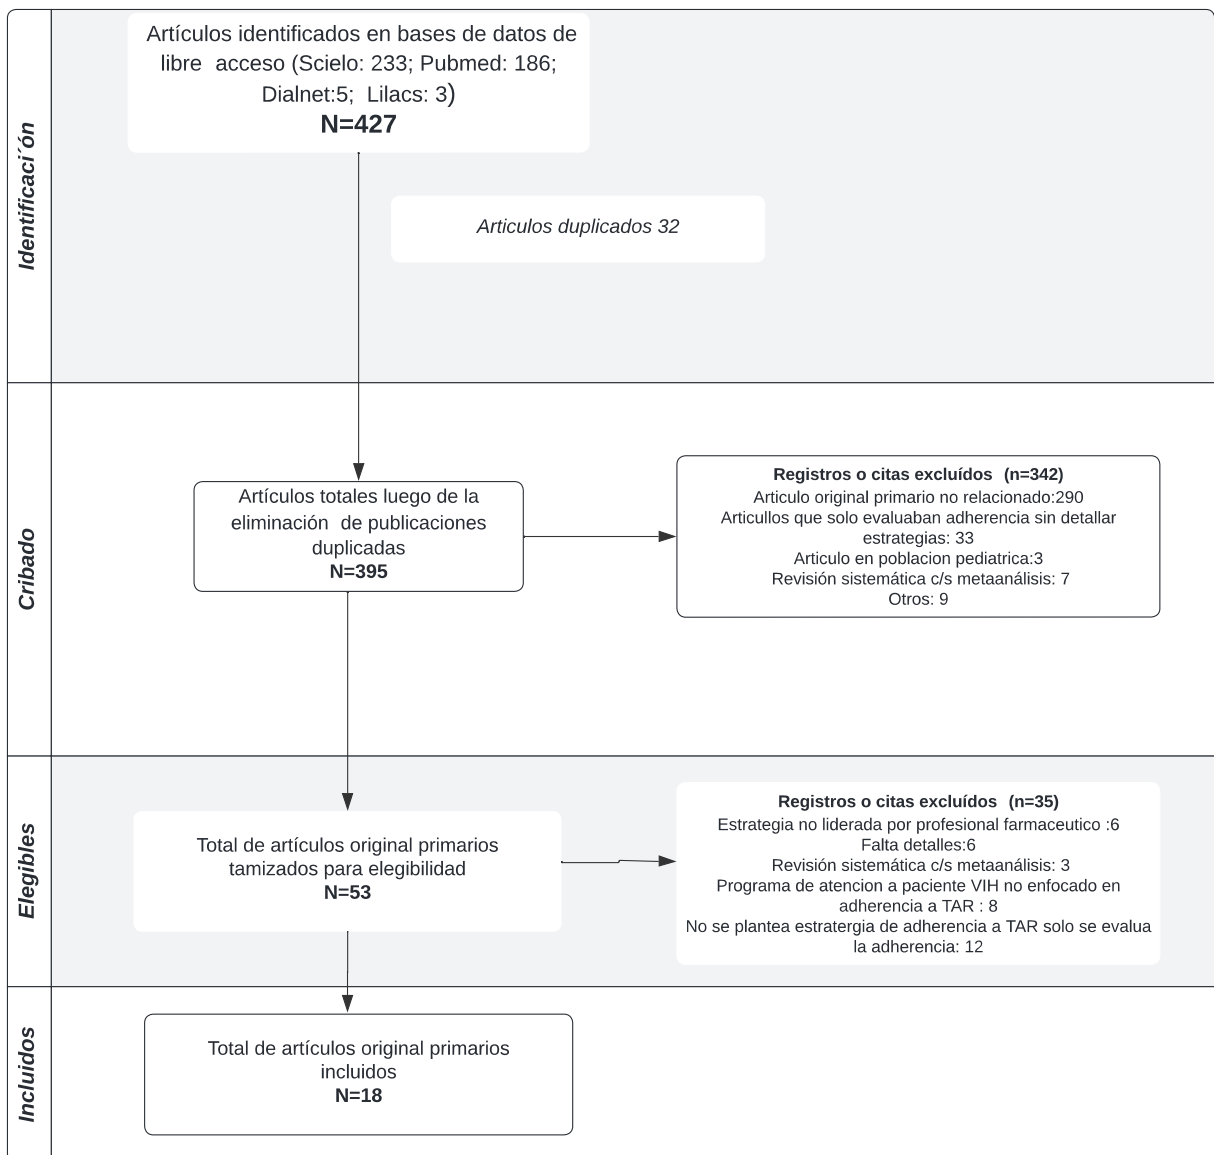 Identificaci´ón
Artículos identificados en bases de datos de
libre acceso (Scielo: 233; Pubmed: 186;
Dialnet:5; Lilacs: 3)
N=427
Articulos duplicados 32
Cribado
Artículos totales luego de la
eliminación de publicaciones
duplicadas
N=395
Registros o citas excluídos (n=342)
Articulo original primario no relacionado:290
Articullos que solo evaluaban adherencia sin detallar
estrategias: 33
Articulo en poblacion pediatrica:3
Revisión sistemática c/s metaanálisis: 7
Otros: 9
Elegibles
Total de artículos original primarios
tamizados para elegibilidad
N=53
Registros o citas excluídos (n=35)
Estrategia no liderada por profesional farmaceutico :6
Falta detalles:6
Revisión sistemática c/s metaanálisis: 3
Programa de atencion a paciente VIH no enfocado en
adherencia a TAR : 8
No se plantea estratergia de adherencia a TAR solo se evalua
la adherencia: 12
Incluidos
Total de artículos original primarios
incluidos
N=18